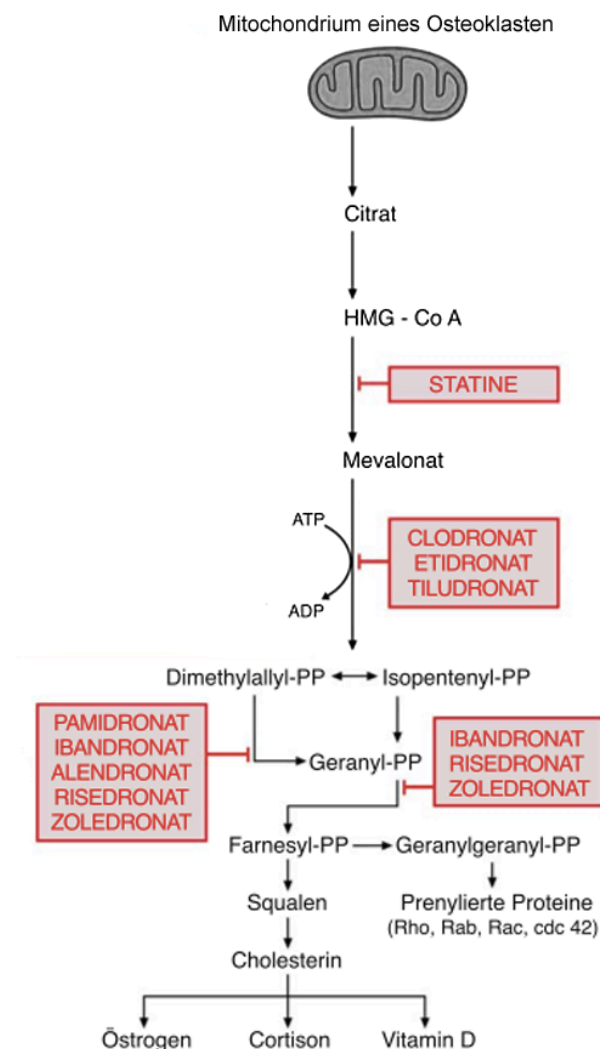 Mitochondrium eines Osteoklasten
Citrat
HMG - Co A
STATINE
Mevalonat
ATP
ADP
CLODRONAT
ETIDRONAT
TILUDRONAT
Dimethylallyl-PP
Isopentenyl-PP
PAMIDRONAT
IBANDRONAT
ALENDRONAT
RISEDRONAT
ZOLEDRONAT
Geranyl-PP
IBANDRONAT
RISEDRONAT
ZOLEDRONAT
Farnesyl-PP
Geranylgeranyl-PP
Squalen
Prenylierte Proteine
(Rho, Rab, Rac, cdc 42)
Cholesterin
Östrogen
Cortison
Vitamin D